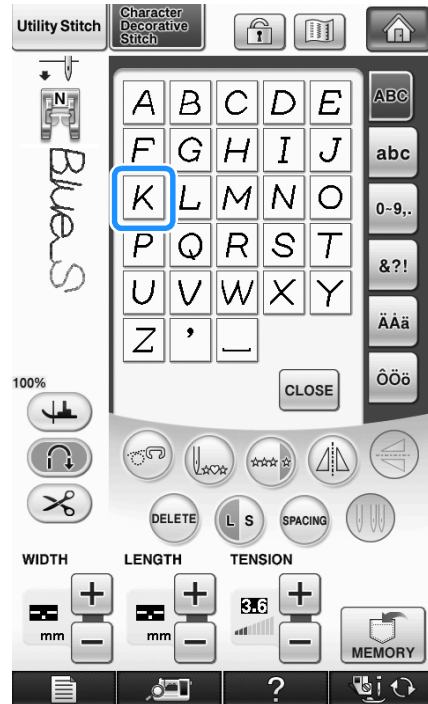 Utility Stitch
Character
Decorative
Stitch
N
Blue_S
A B C D E
F G H I J
K L M N O
P Q R S T
U V W X Y
Z ’ _
CLOSE
ABC
abc
0~9,.
&?!
ÄÅä
ÔÖö
100%
DELETE
L S
SPACING
WIDTH
LENGTH
TENSION
mm
+
−
mm
+
−
3.6
+
−
MEMORY
?